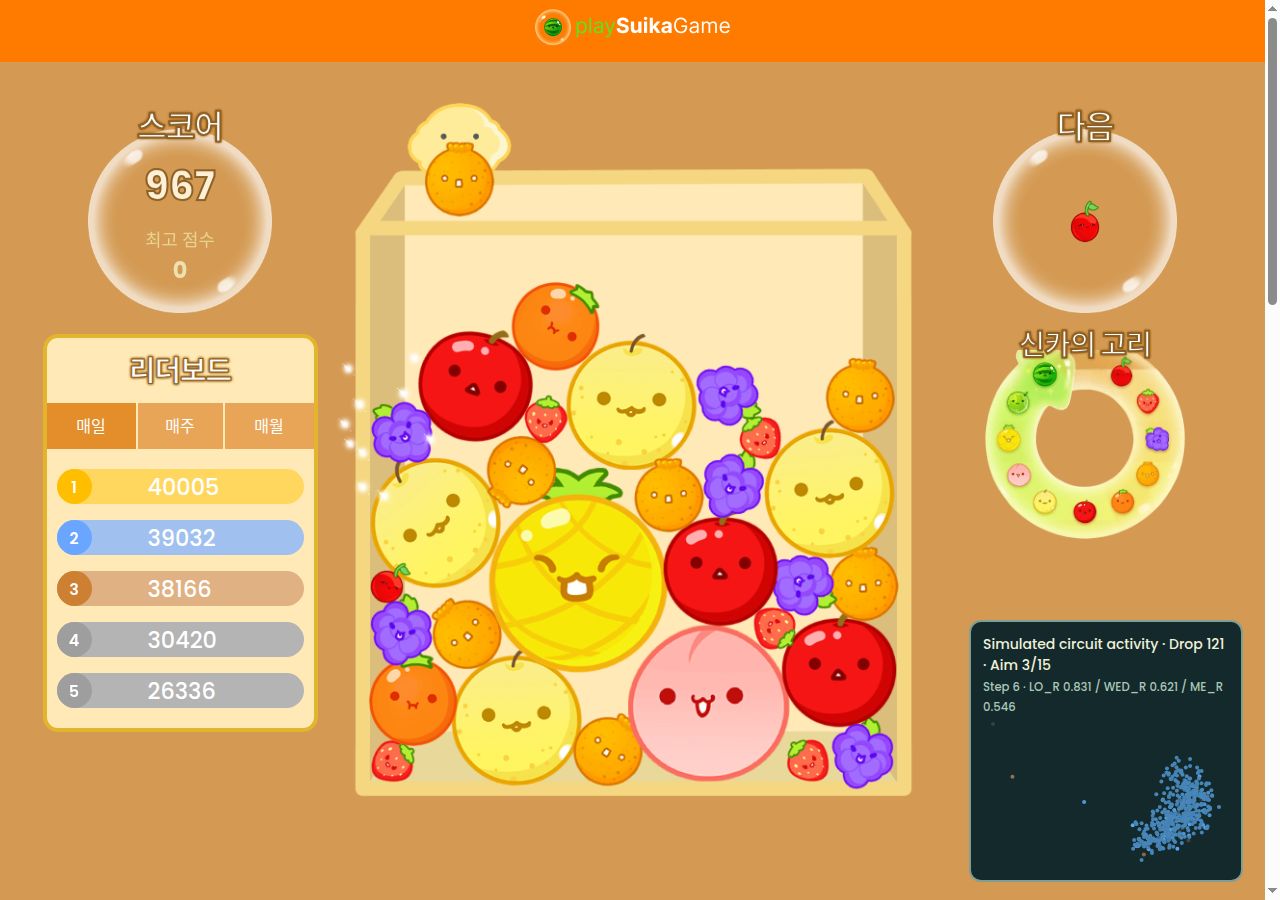 playSuikaGame
스코어
967
최고 점수
0
다음
신카의 고리
리더보드
매일
매주
매월
1 40005
2 39032
3 38166
4 30420
5 26336
Simulated circuit activity · Drop 121
· Aim 3/15
Step 6 · LO_R 0.831 / WED_R 0.621 / ME_R
0.546